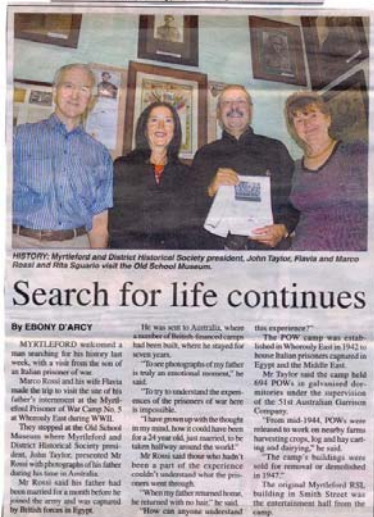 HISTORY: Myrtleford and District Historical Society president, John Taylor, Flavia and Marco
Rossi and Rita Sguario visit the Old School Museum.
Search for life continues
By EBONY D'ARCY
MYRTLEFORD welcomed a
man searching for his history last
week, with a visit from the son of
an Italian prisoner of war.
Marco Rossi and his wife Flavia
made the trip to visit the site of his
father's internment at the Myrtle-
ford Prisoner of War Camp No. 5
at Whorouly East during WWII.
They stopped at the Old School
Museum where Myrtleford and
District Historical Society presi-
dent, John Taylor, presented Mr
Rossi with photographs of his father
during his time in Australia.
Mr Rossi said his father had
been married for a month before he
joined the army and was captured
by British forces in Egypt.
He was sent to Australia, where
a number of British-financed camps
had been built, where he stayed for
seven years.
"To see photographs of my father
is truly an emotional moment," he
said.
"To try to understand the experi-
ences of the prisoners of war here
is impossible.
"I have grown up with the thought
in my mind, how it could have been
for a 24 year old, just married, to be
taken halfway around the world."
Mr Rossi said those who hadn't
been a part of the experience
couldn't understand what the pris-
oners went through.
"When my father returned home,
he returned with no hair," he said.
"How can anyone understand
this experience?"
The POW camp was estab-
lished in Whorouly East in 1942 to
house Italian prisoners captured in
Egypt and the Middle East.
Mr Taylor said the camp held
694 POWs in galvanised dor-
mitories under the supervision
of the 51st Australian Garrison
Company.
"From mid-1944, POWs were
released to work on nearby farms
harvesting crops, log and hay cart-
ing and dairying," he said.
"The camp's buildings were
sold for removal or demolished
in 1947."
The original Myrtleford RSL
building in Smith Street was
the entertainment hall from the
camp.